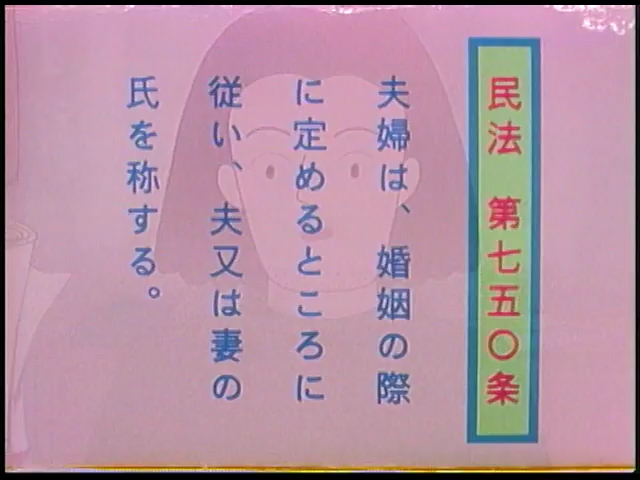 民法 第七五〇条
夫婦は、婚姻の際
に定めるところに
従い、夫又は妻の
氏を称する。